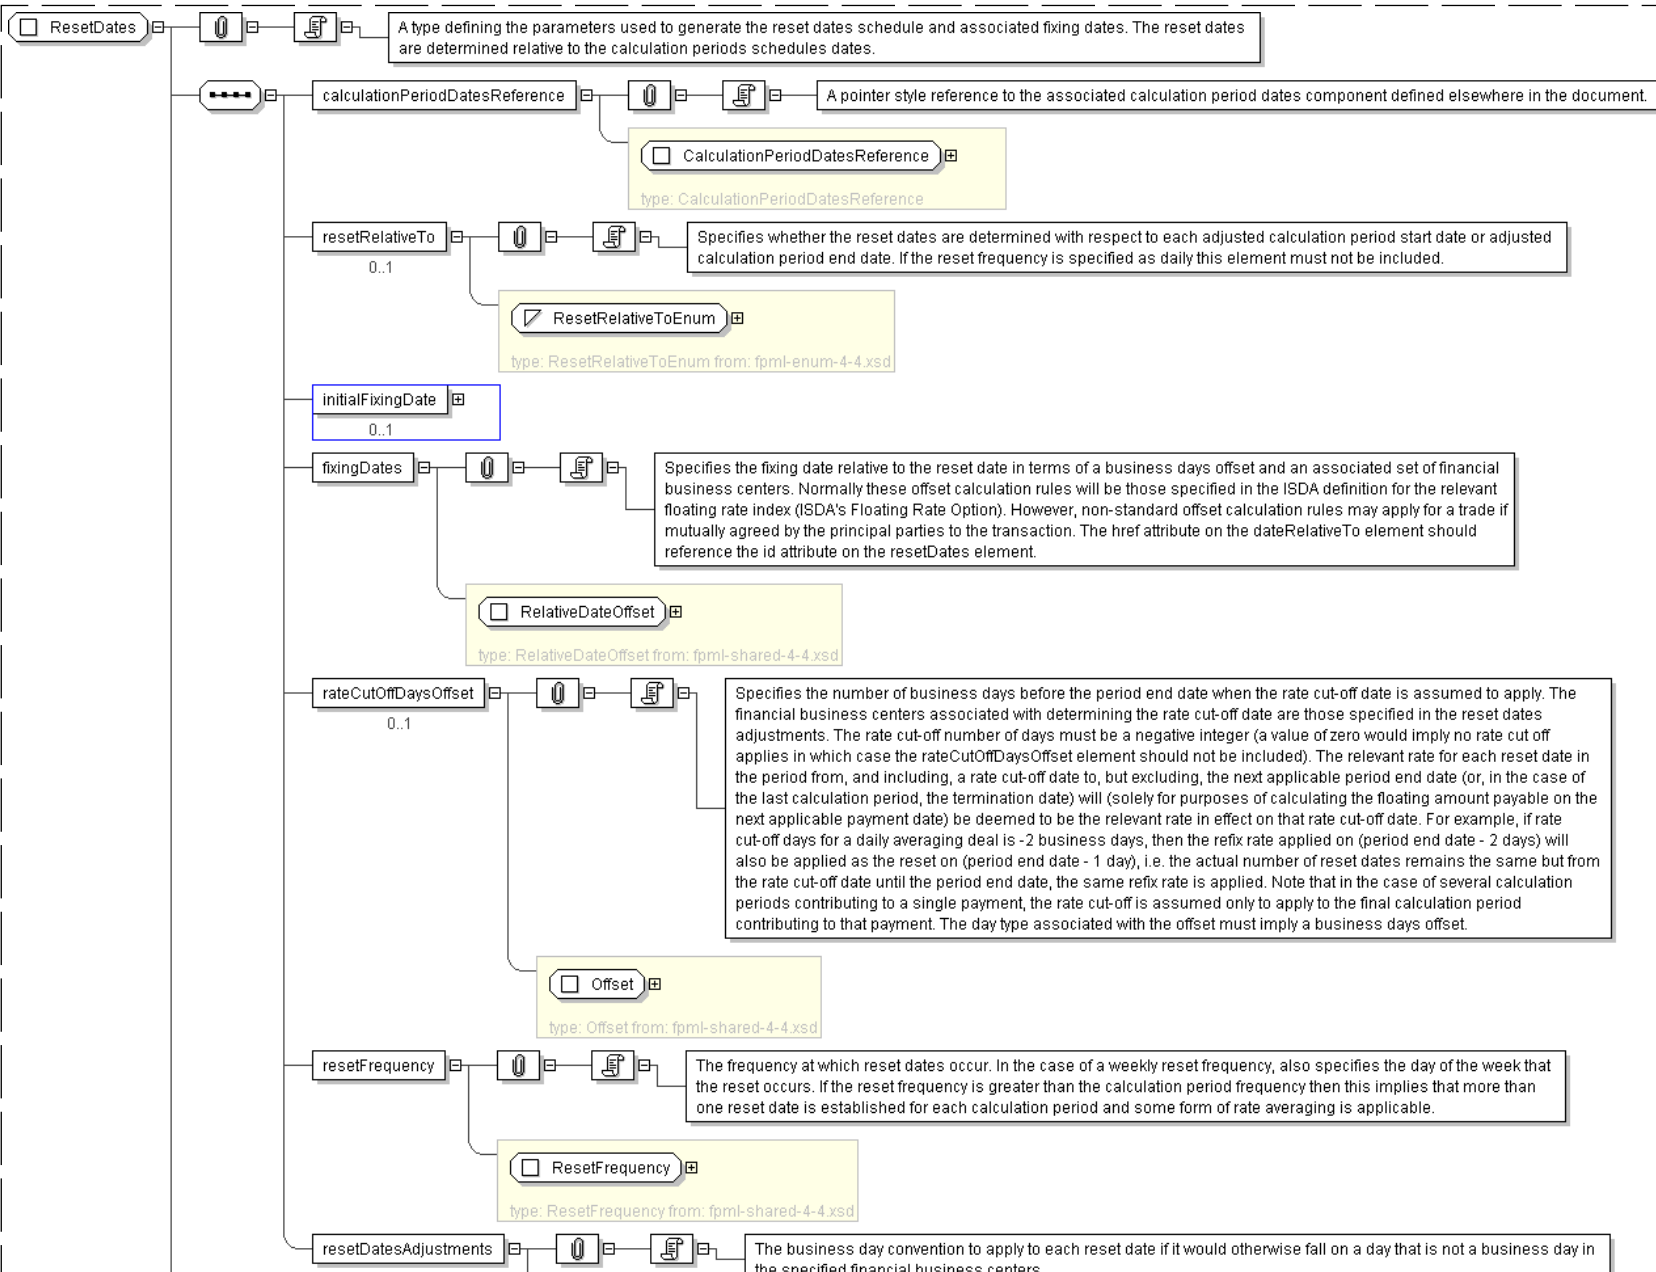 ResetDates
A type defining the parameters used to generate the reset dates schedule and associated fixing dates. The reset dates
are determined relative to the calculation periods schedules dates.
calculationPeriodDatesReference
A pointer style reference to the associated calculation period dates component defined elsewhere in the document.
CalculationPeriodDatesReference
type: CalculationPeriodDatesReference
resetRelativeTo
0..1
Specifies whether the reset dates are determined with respect to each adjusted calculation period start date or adjusted
calculation period end date. If the reset frequency is specified as daily this element must not be included.
ResetRelativeToEnum
type: ResetRelativeToEnum from: fpml-enum-4-4.xsd
initialFixingDate
0..1
fixingDates
Specifies the fixing date relative to the reset date in terms of a business days offset and an associated set of financial
business centers. Normally these offset calculation rules will be those specified in the ISDA definition for the relevant
floating rate index (ISDA's Floating Rate Option). However, non-standard offset calculation rules may apply for a trade if
mutually agreed by the principal parties to the transaction. The href attribute on the dateRelativeTo element should
reference the id attribute on the resetDates element.
RelativeDateOffset
type: RelativeDateOffset from: fpml-shared-4-4.xsd
rateCutOffDaysOffset
0..1
Specifies the number of business days before the period end date when the rate cut-off date is assumed to apply. The
financial business centers associated with determining the rate cut-off date are those specified in the reset dates
adjustments. The rate cut-off number of days must be a negative integer (a value of zero would imply no rate cut off
applies in which case the rateCutOffDaysOffset element should not be included). The relevant rate for each reset date in
the period from, and including, a rate cut-off date to, but excluding, the next applicable period end date (or, in the case of
the last calculation period, the termination date) will (solely for purposes of calculating the floating amount payable on the
next applicable payment date) be deemed to be the relevant rate in effect on that rate cut-off date. For example, if rate
cut-off days for a daily averaging deal is -2 business days, then the refix rate applied on (period end date - 2 days) will
also be applied as the reset on (period end date - 1 day), i.e. the actual number of reset dates remains the same but from
the rate cut-off date until the period end date, the same refix rate is applied. Note that in the case of several calculation
periods contributing to a single payment, the rate cut-off is assumed only to apply to the final calculation period
contributing to that payment. The day type associated with the offset must imply a business days offset.
Offset
type: Offset from: fpml-shared-4-4.xsd
resetFrequency
The frequency at which reset dates occur. In the case of a weekly reset frequency, also specifies the day of the week that
the reset occurs. If the reset frequency is greater than the calculation period frequency then this implies that more than
one reset date is established for each calculation period and some form of rate averaging is applicable.
ResetFrequency
type: ResetFrequency from: fpml-shared-4-4.xsd
resetDatesAdjustments
The business day convention to apply to each reset date if it would otherwise fall on a day that is not a business day in
the specified financial business centers.